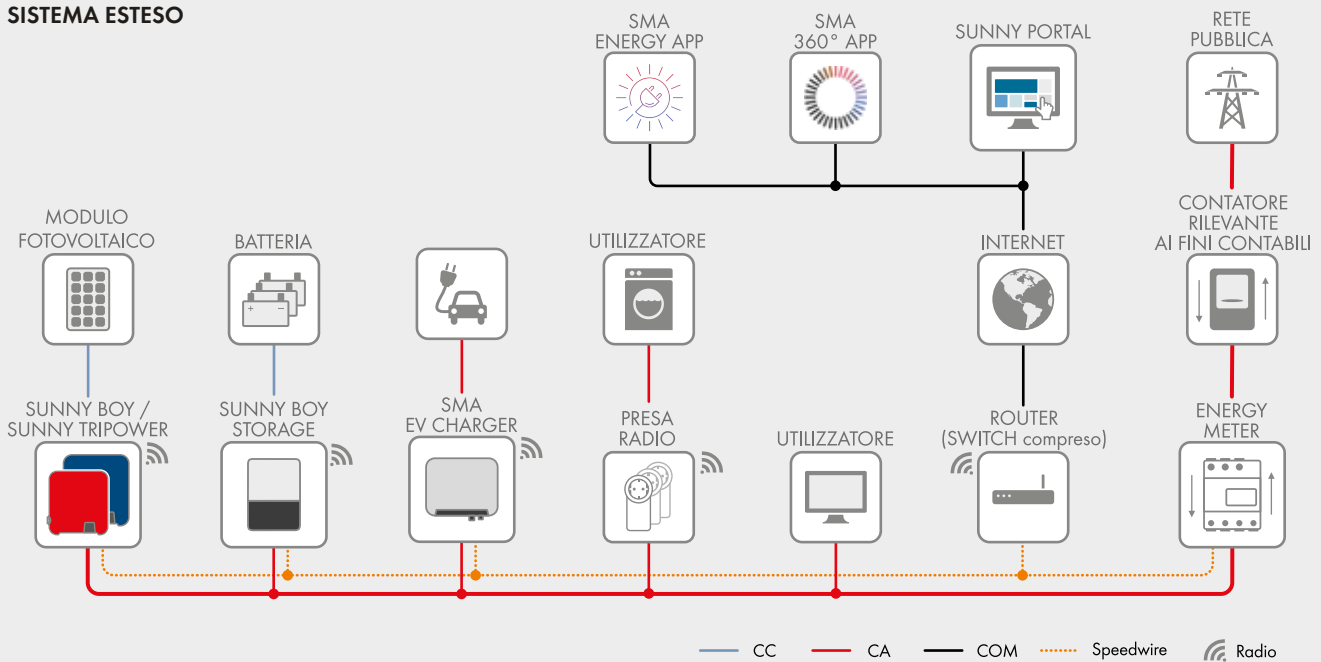 SISTEMA ESTESO
SMA
ENERGY APP
SMA
360° APP
SUNNY PORTAL
RETE
PUBBLICA
MODULO
FOTOVOLTAICO
BATTERIA
UTILIZZATORE
INTERNET
CONTATORE
RILEVANTE
AI FINI CONTABILI
SUNNY BOY /
SUNNY TRIPOWER
SUNNY BOY
STORAGE
SMA
EV CHARGER
PRESA
RADIO
UTILIZZATORE
ROUTER
(SWITCH compreso)
ENERGY
METER
CC
CA
COM
Speedwire
Radio